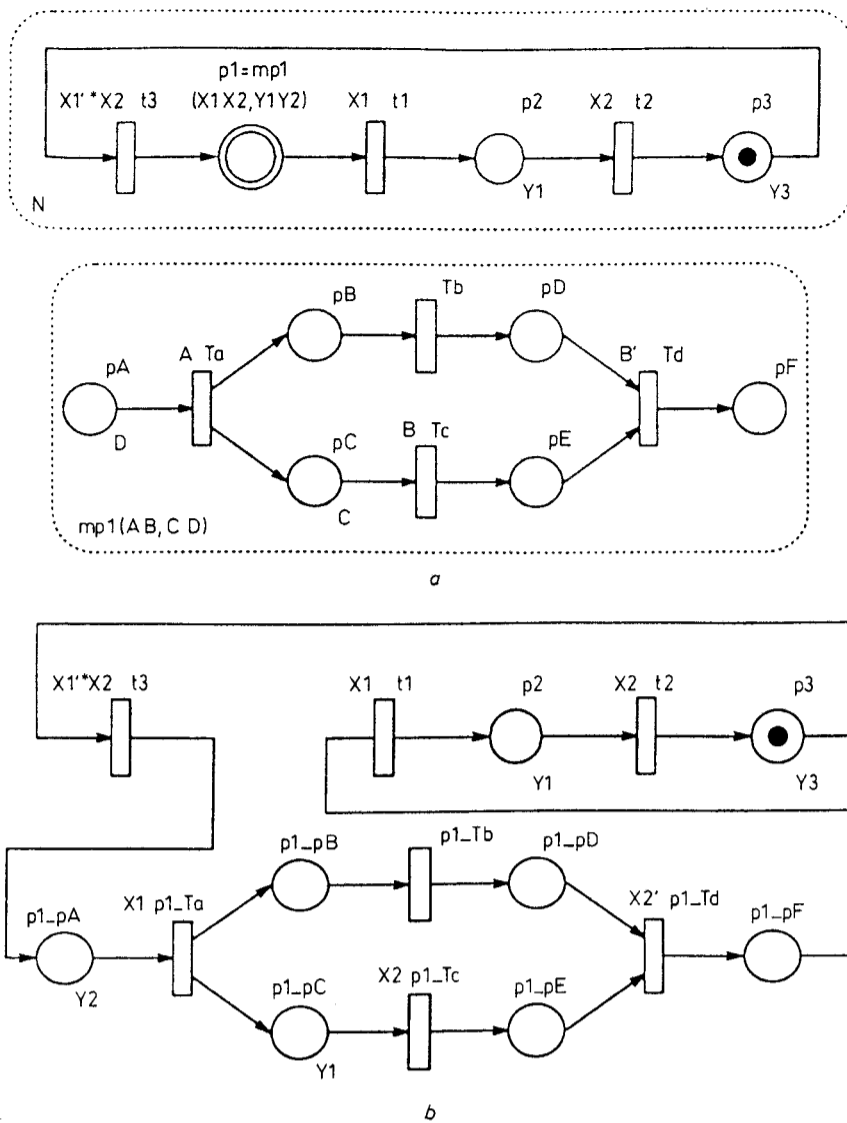 p1=mp1
X1'*X2 t3 (X1 X2, Y1 Y2) X1 t1 p2 X2 t2 p3
Y1 Y3
N
pB Tb pD
pA A Ta B' Td pF
D pC B Tc pE
C
mp1(A B, C D)
a
X1'*X2 t3 X1 t1 p2 X2 t2 p3
Y1 Y3
p1_pB p1_Tb p1_pD
p1_pA X1 p1_Ta X2' p1_Td p1_pF
Y2 p1_pC X2 p1_Tc p1_pE
Y1
b